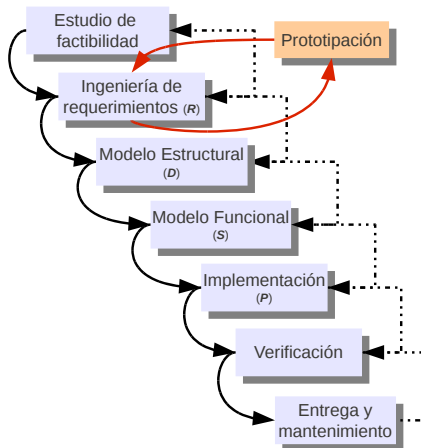 Estudio de
factibilidad
Prototipación
Ingeniería de
requerimientos (R)
Modelo Estructural
(D)
Modelo Funcional
(S)
Implementación
(P)
Verificación
Entrega y
mantenimiento